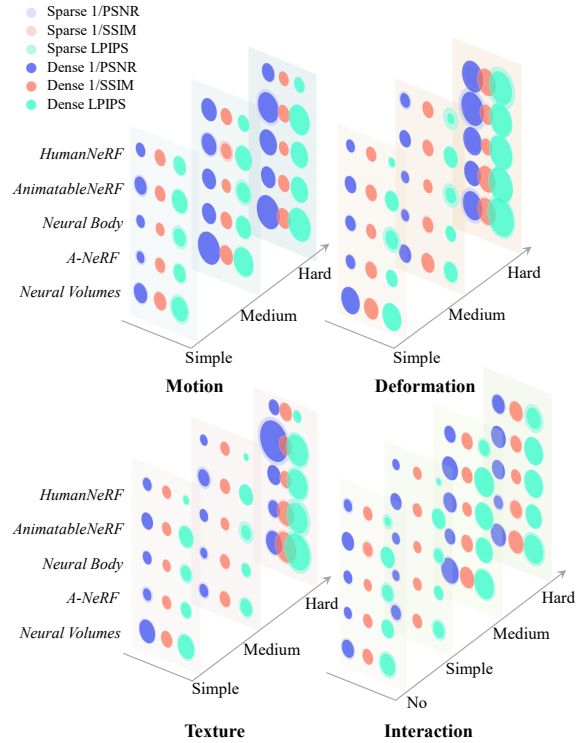 Sparse 1/PSNR
Sparse 1/SSIM
Sparse LPIPS
Dense 1/PSNR
Dense 1/SSIM
Dense LPIPS
HumanNeRF
AnimatableNeRF
Neural Body
A-NeRF
Neural Volumes
Simple
Medium
Hard
Motion
Simple
Medium
Hard
Deformation
HumanNeRF
AnimatableNeRF
Neural Body
A-NeRF
Neural Volumes
Simple
Medium
Hard
Texture
No
Simple
Medium
Hard
Interaction